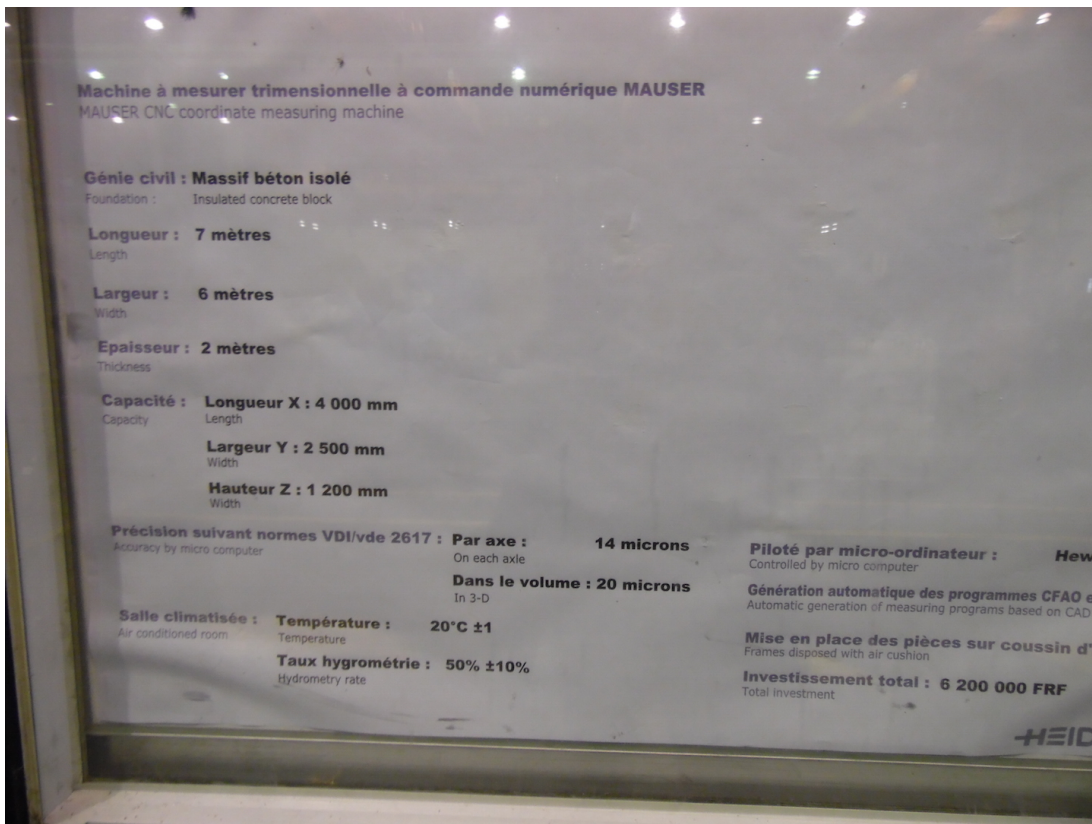 Machine à mesurer trimensionnelle à commande numérique MAUSER
MAUSER CNC coordinate measuring machine
Génie civil : Massif béton isolé
Foundation : Insulated concrete block
Longueur : 7 mètres
Length
Largeur : 6 mètres
Width
Epaisseur : 2 mètres
Thickness
Capacité : Longueur X : 4 000 mm
Capacity Length
Largeur Y : 2 500 mm
Width
Hauteur Z : 1 200 mm
Width
Précision suivant normes VDI/vde 2617 : Par axe : 14 microns
Accuracy by micro computer On each axle
Dans le volume : 20 microns
In 3-D
Salle climatisée : Température : 20°C ±1
Air conditioned room Temperature
Taux hygrométrie : 50% ±10%
Hydrometry rate
Piloté par micro-ordinateur : Hew
Controlled by micro computer
Génération automatique des programmes CFAO e
Automatic generation of measuring programs based on CAD
Mise en place des pièces sur coussin d'
Frames disposed with air cushion
Investissement total : 6 200 000 FRF
Total investment
HEID